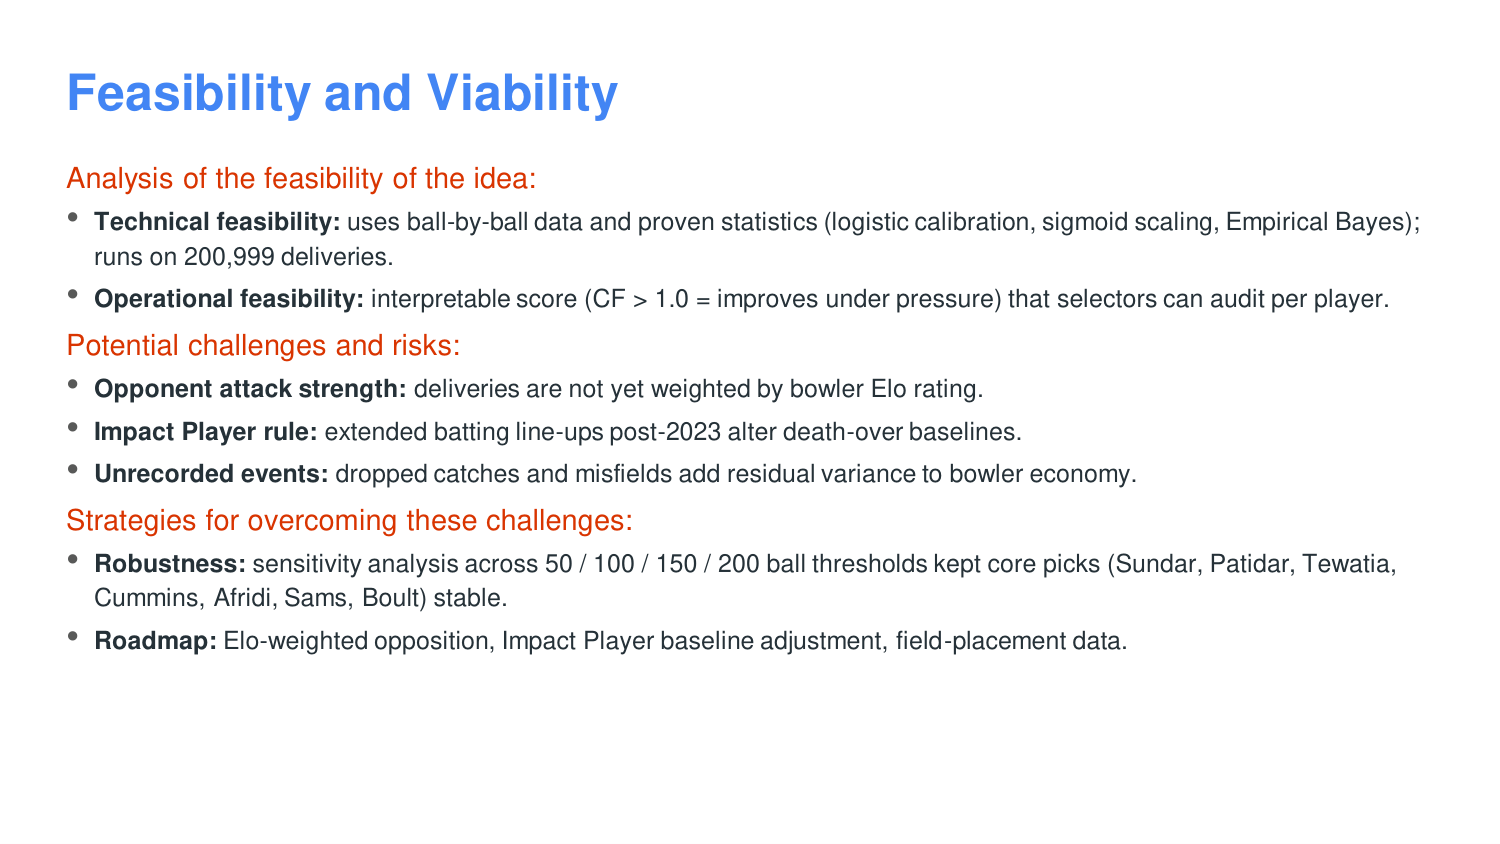 Feasibility and Viability
Analysis of the feasibility of the idea:
• Technical feasibility: uses ball-by-ball data and proven statistics (logistic calibration, sigmoid scaling, Empirical Bayes);
runs on 200,999 deliveries.
• Operational feasibility: interpretable score (CF > 1.0 = improves under pressure) that selectors can audit per player.
Potential challenges and risks:
• Opponent attack strength: deliveries are not yet weighted by bowler Elo rating.
• Impact Player rule: extended batting line-ups post-2023 alter death-over baselines.
• Unrecorded events: dropped catches and misfields add residual variance to bowler economy.
Strategies for overcoming these challenges:
• Robustness: sensitivity analysis across 50 / 100 / 150 / 200 ball thresholds kept core picks (Sundar, Patidar, Tewatia,
Cummins, Afridi, Sams, Boult) stable.
• Roadmap: Elo-weighted opposition, Impact Player baseline adjustment, field-placement data.